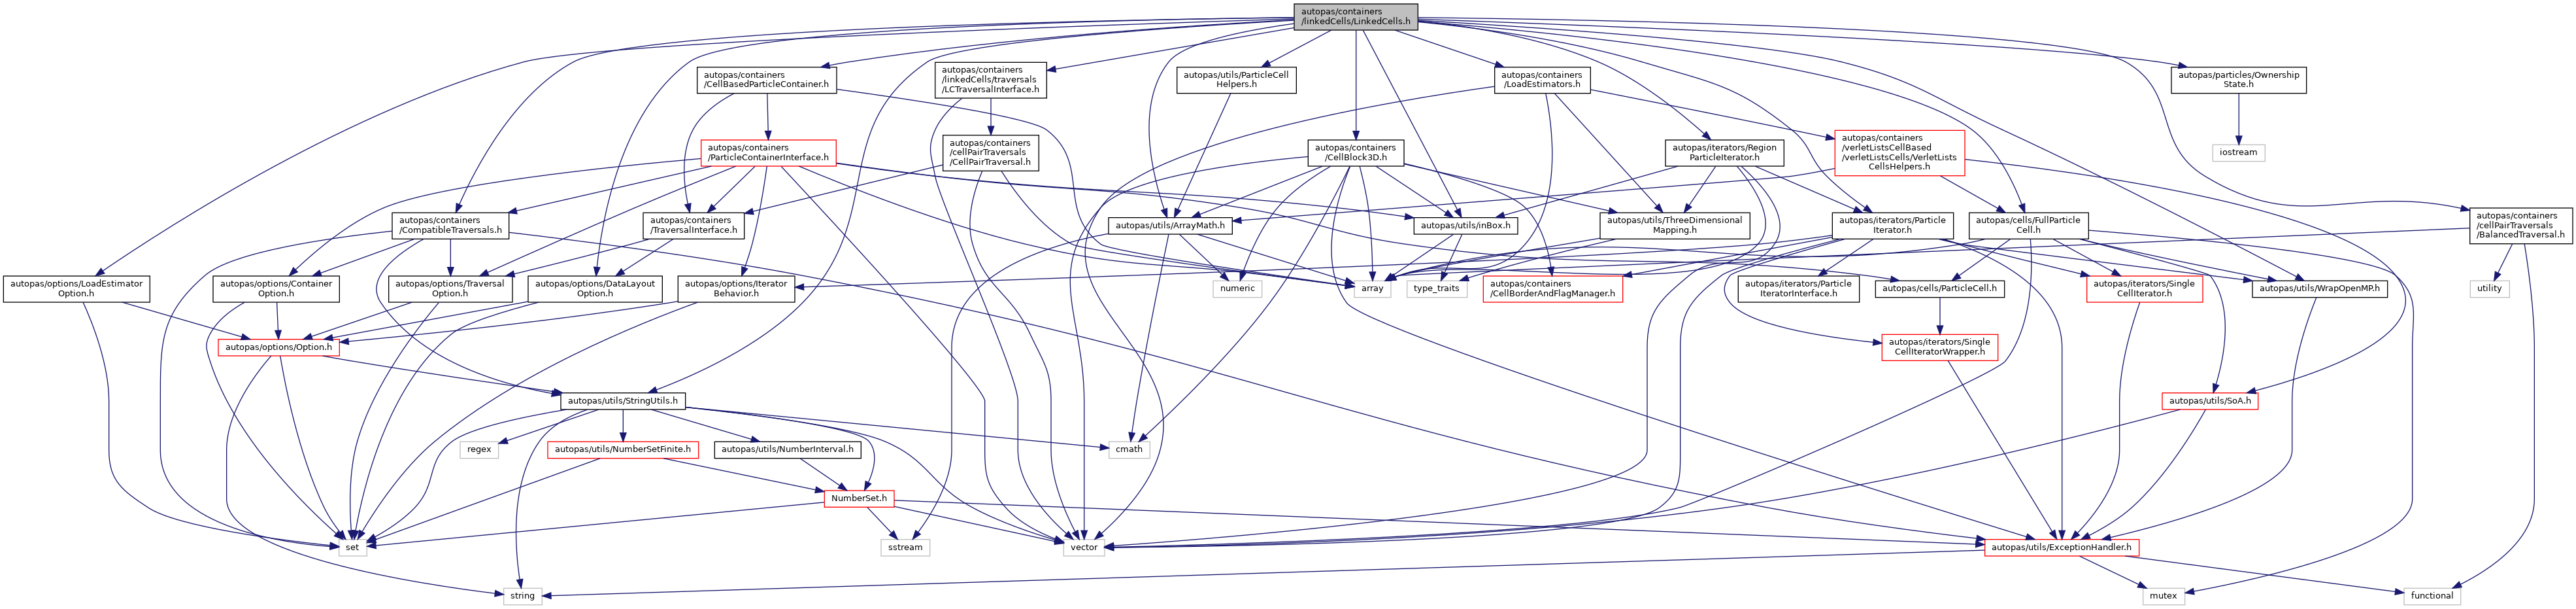 autopas/containers
/linkedCells/LinkedCells.h
autopas/containers
/CellBasedParticleContainer.h
autopas/containers
/linkedCells/traversals
/LCTraversalInterface.h
autopas/utils/ParticleCell
Helpers.h
autopas/containers
/LoadEstimators.h
autopas/particles/Ownership
State.h
autopas/containers
/ParticleContainerInterface.h
autopas/containers
/cellPairTraversals
/CellPairTraversal.h
autopas/containers
/CellBlock3D.h
autopas/iterators/Region
ParticleIterator.h
autopas/containers
/verletListsCellBased
/verletListsCells/VerletLists
CellsHelpers.h
iostream
autopas/containers
/CompatibleTraversals.h
autopas/containers
/TraversalInterface.h
autopas/utils/ArrayMath.h
autopas/utils/inBox.h
autopas/utils/ThreeDimensional
Mapping.h
autopas/iterators/Particle
Iterator.h
autopas/cells/FullParticle
Cell.h
autopas/containers
/cellPairTraversals
/BalancedTraversal.h
autopas/options/LoadEstimator
Option.h
autopas/options/Container
Option.h
autopas/options/Traversal
Option.h
autopas/options/DataLayout
Option.h
autopas/options/Iterator
Behavior.h
numeric
array
type_traits
autopas/containers
/CellBorderAndFlagManager.h
autopas/iterators/Particle
IteratorInterface.h
autopas/cells/ParticleCell.h
autopas/iterators/Single
CellIterator.h
autopas/utils/WrapOpenMP.h
utility
autopas/options/Option.h
autopas/iterators/Single
CellIteratorWrapper.h
autopas/utils/StringUtils.h
autopas/utils/SoA.h
regex
autopas/utils/NumberSetFinite.h
autopas/utils/NumberInterval.h
cmath
NumberSet.h
set
sstream
vector
autopas/utils/ExceptionHandler.h
string
mutex
functional